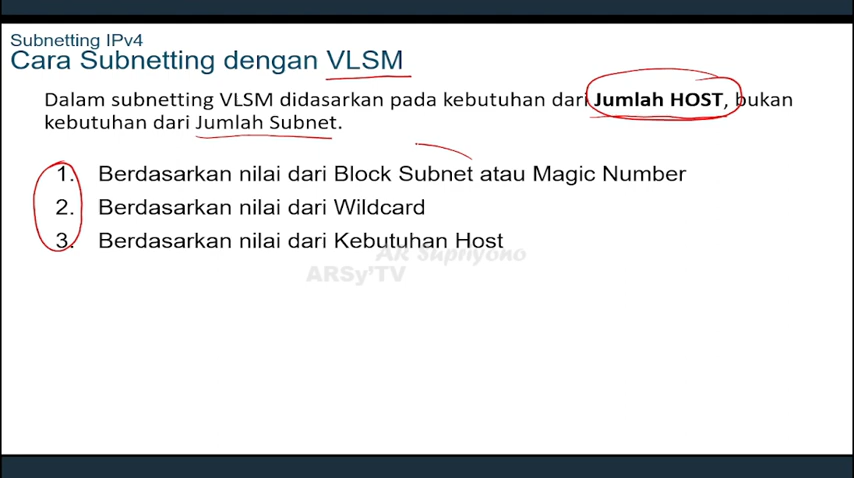 Subnetting IPv4
Cara Subnetting dengan VLSM
Dalam subnetting VLSM didasarkan pada kebutuhan dari Jumlah HOST, bukan
kebutuhan dari Jumlah Subnet.
1. Berdasarkan nilai dari Block Subnet atau Magic Number
2. Berdasarkan nilai dari Wildcard
3. Berdasarkan nilai dari Kebutuhan Host
AR Supriyono
ARSy'TV